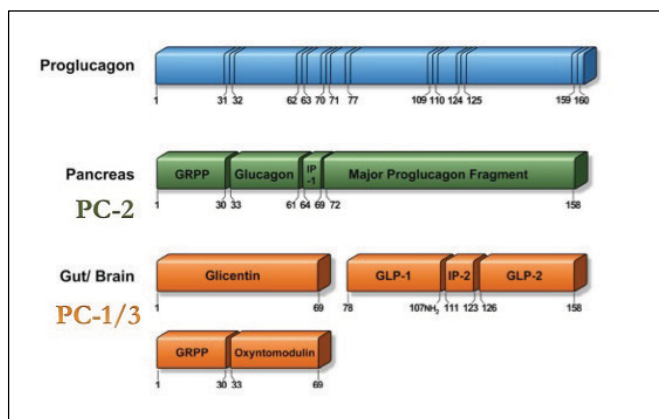 Proglucagon
1 31 32 62 63 70 71 77 109 110 124 125 159 160
Pancreas
PC-2
GRPP Glucagon IP-1 Major Proglucagon Fragment
1 30 33 61 64 69 72 158
Gut/ Brain
PC-1/3
Glicentin GLP-1 IP-2 GLP-2
1 69 78 107NH2 111 123 126 158
GRPP Oxyntomodulin
1 30 33 69